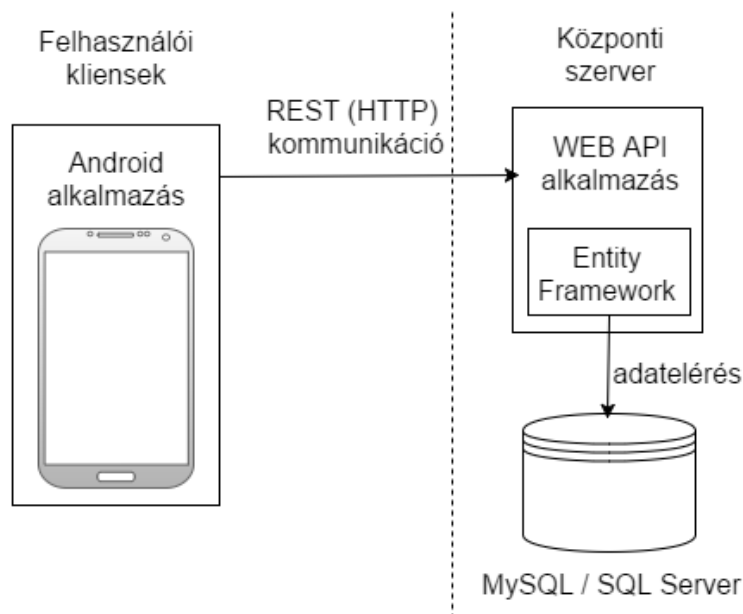 Felhasználói
kliensek
Központi
szerver
REST (HTTP)
kommunikáció
Android
alkalmazás
WEB API
alkalmazás
Entity
Framework
adatelérés
MySQL / SQL Server